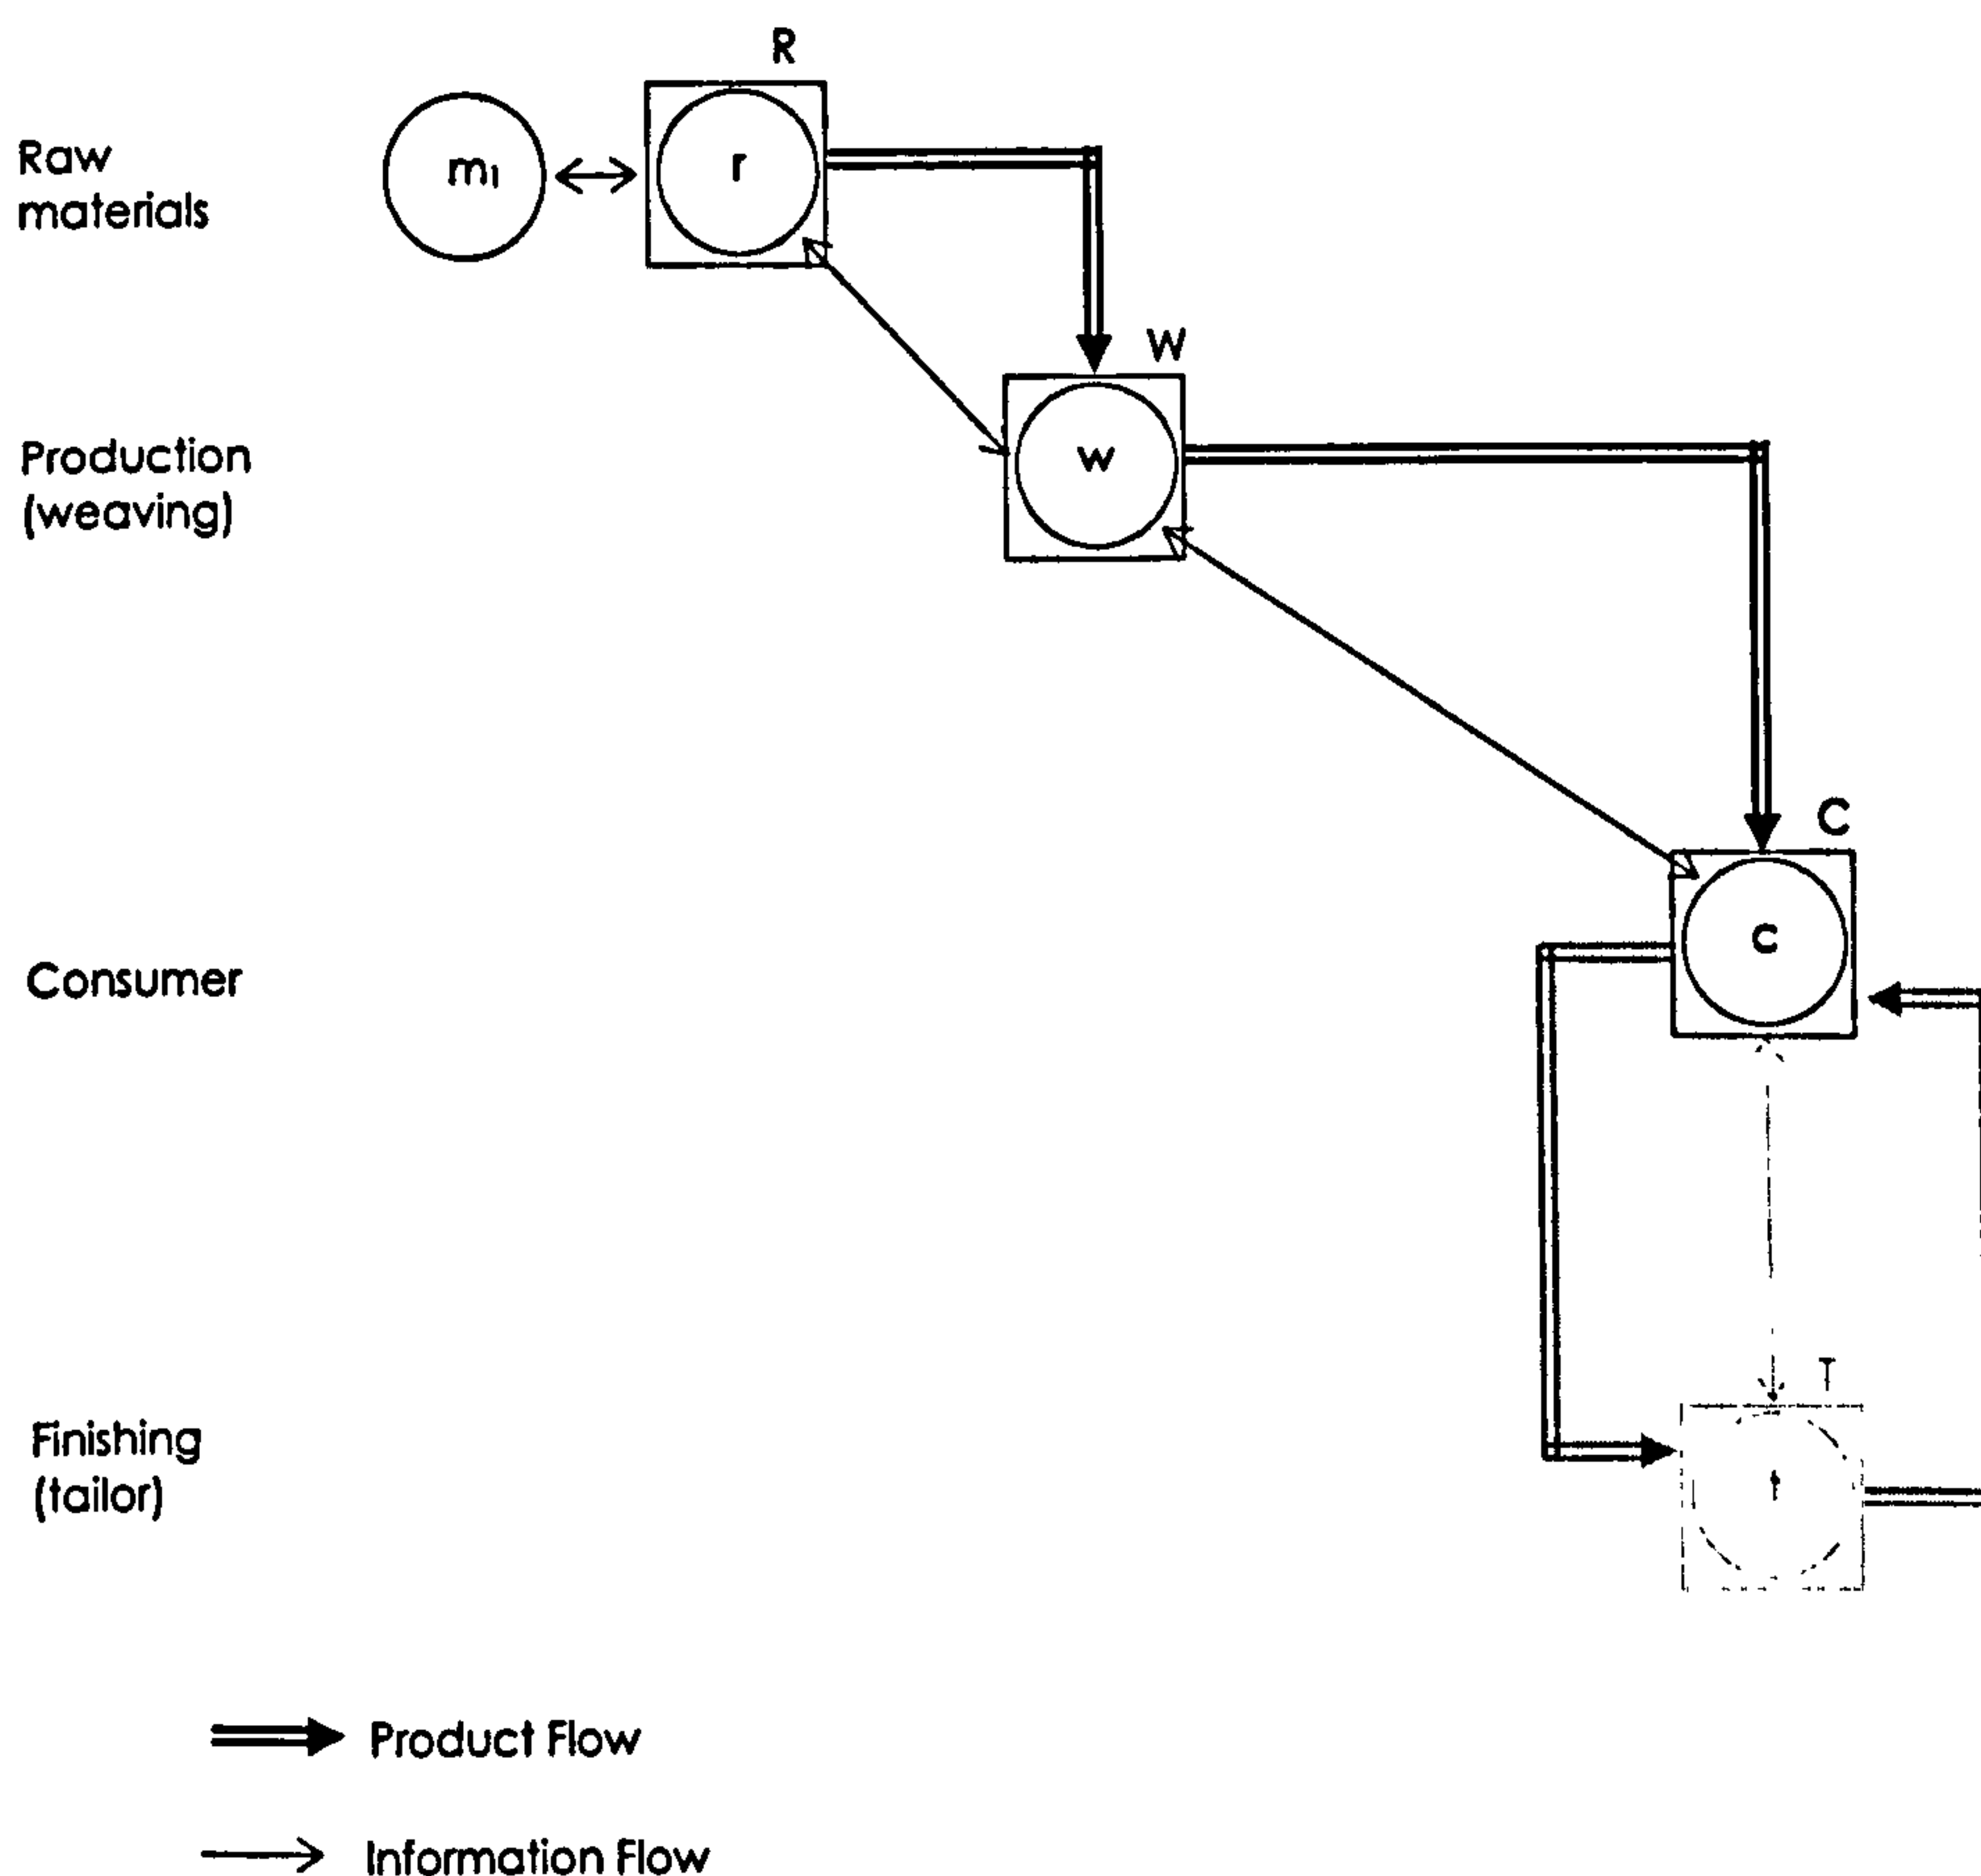 R
Raw
materials
m₁
r
W
Production
(weaving)
w
C
Consumer
c
T
Finishing
(tailor)
t
Product Flow
Information Flow